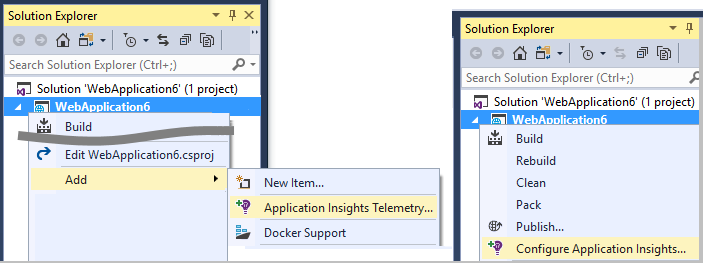 Solution Explorer
Search Solution Explorer (Ctrl+;)
Solution 'WebApplication6' (1 project)
WebApplication6
Build
Edit WebApplication6.csproj
Add
New Item...
Application Insights Telemetry...
Docker Support
Solution Explorer
Search Solution Explorer (Ctrl+;)
Solution 'WebApplication6' (1 project)
WebApplication6
Build
Rebuild
Clean
Pack
Publish...
Configure Application Insights...